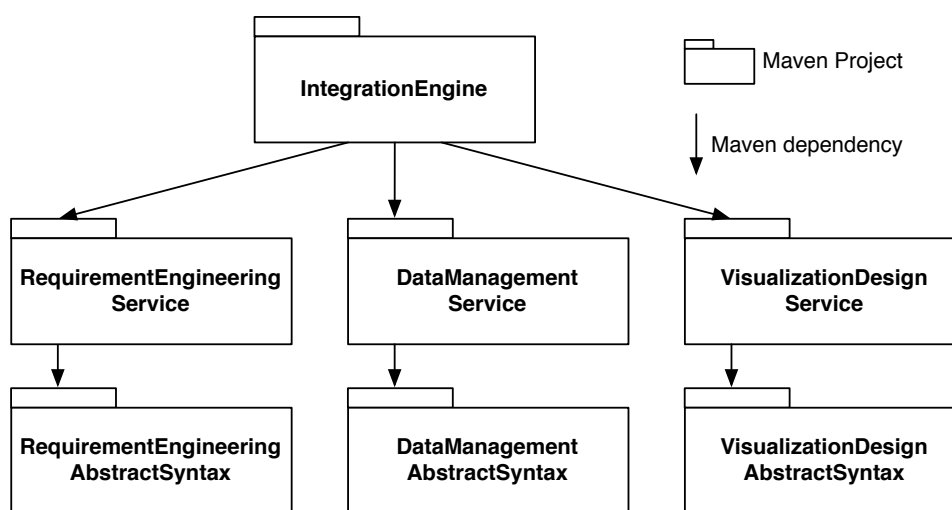 IntegrationEngine
Maven Project
Maven dependency
RequirementEngineering
Service
DataManagement
Service
VisualizationDesign
Service
RequirementEngineering
AbstractSyntax
DataManagement
AbstractSyntax
VisualizationDesign
AbstractSyntax